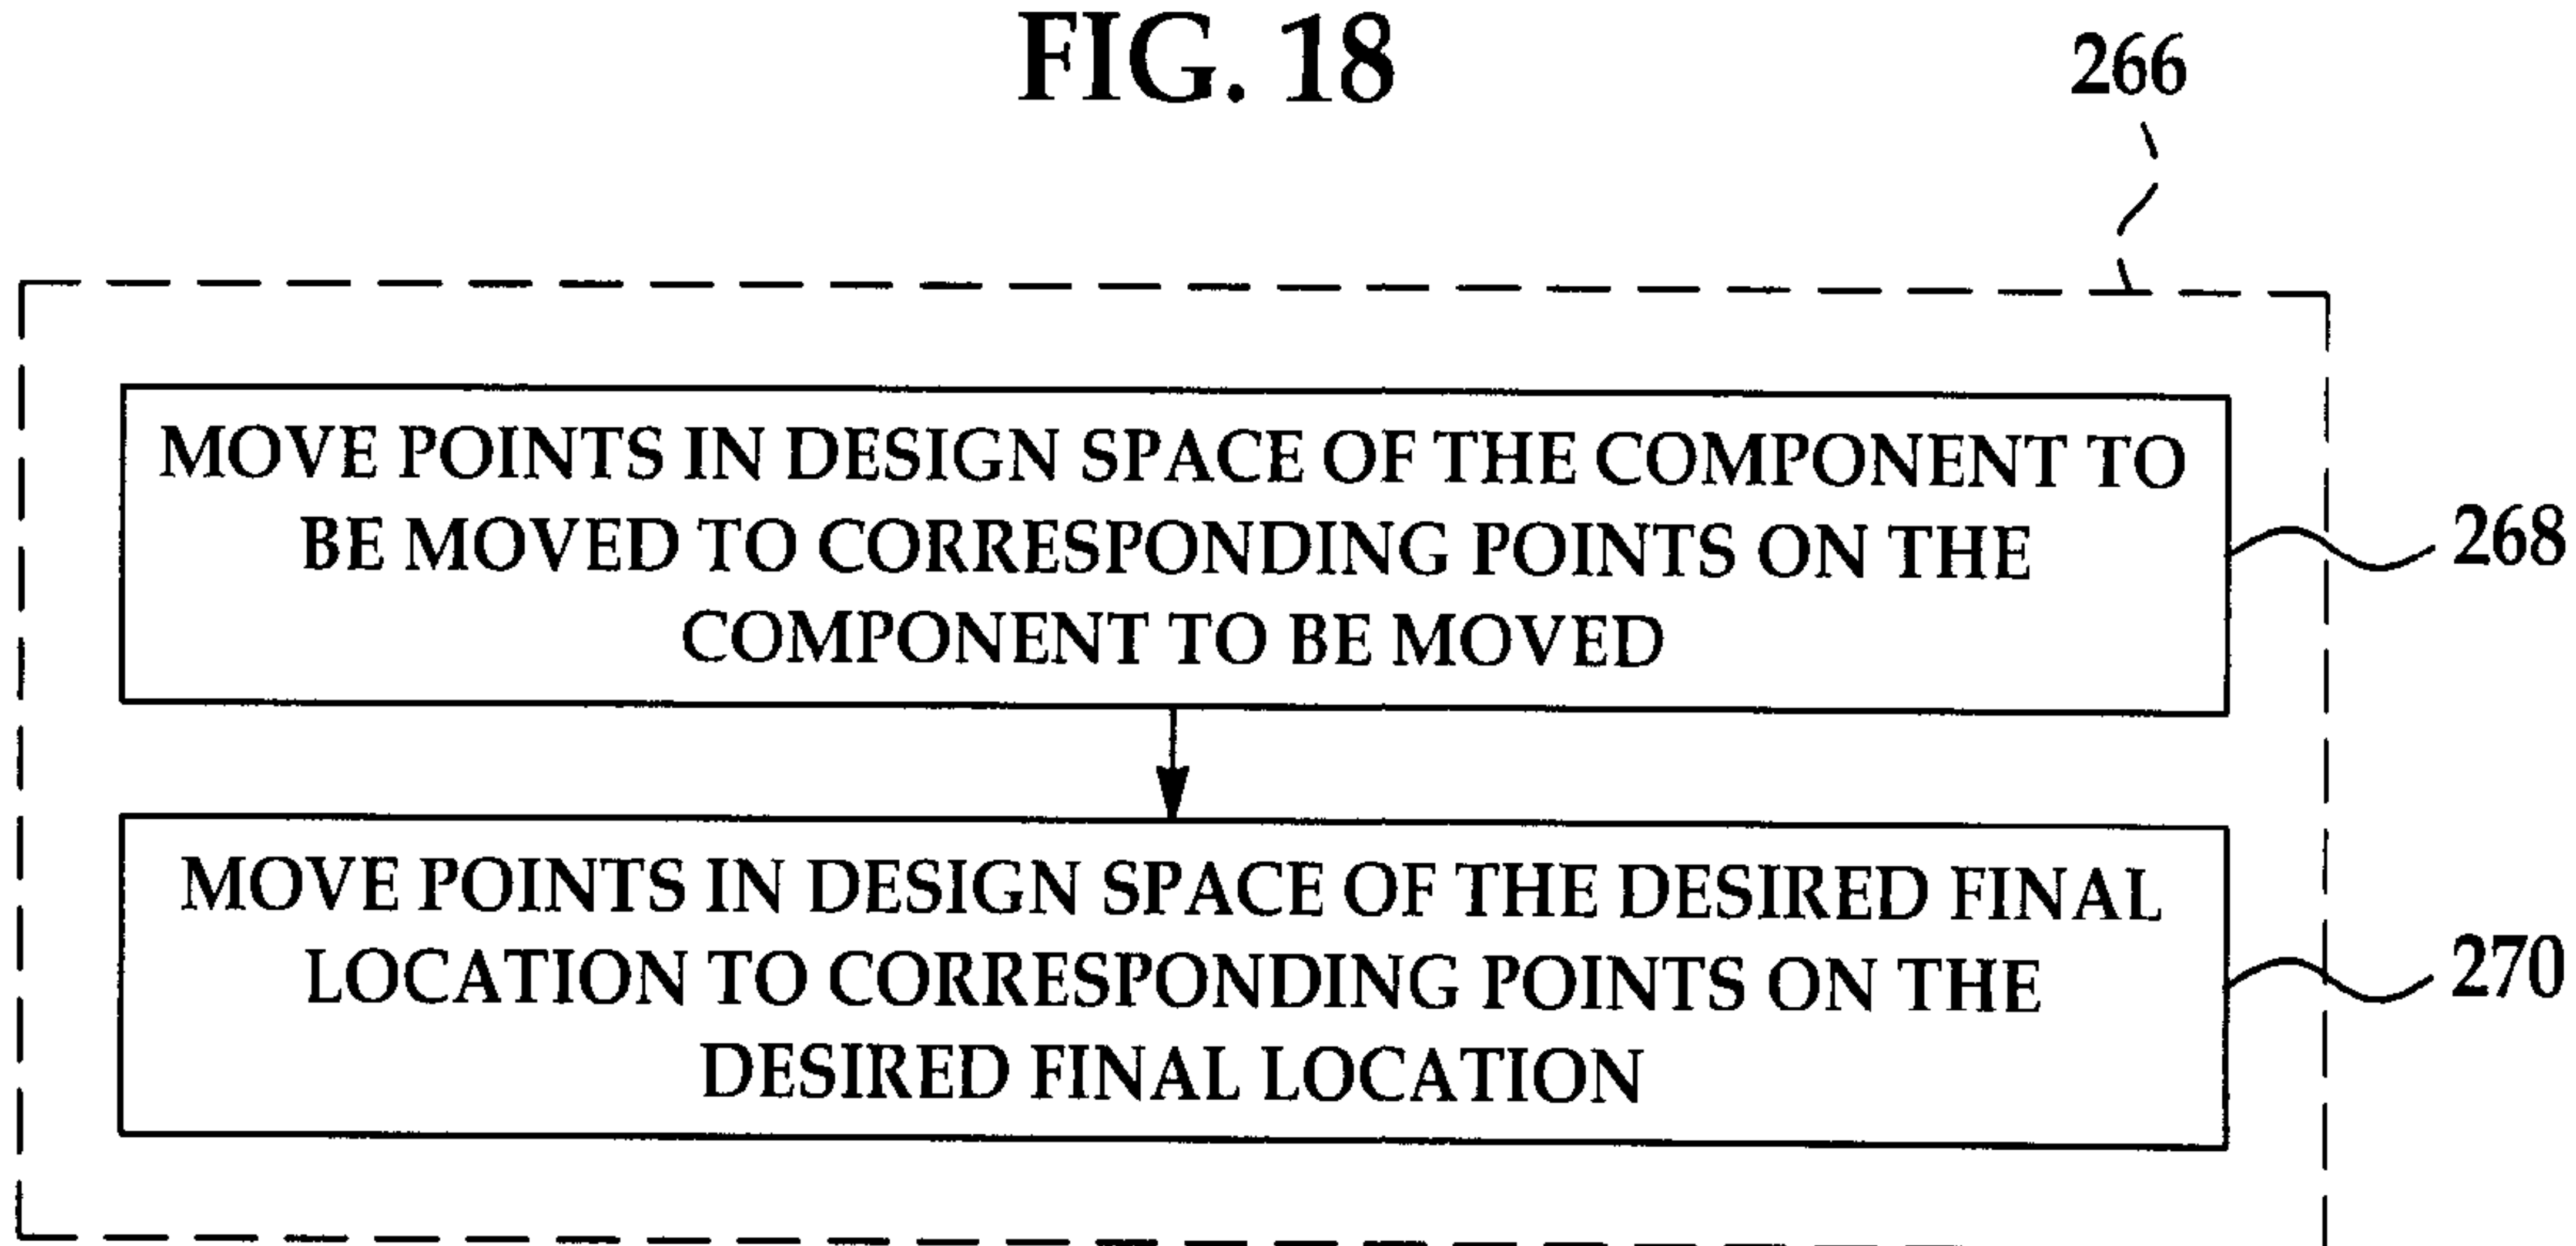 FIG. 18
266
MOVE POINTS IN DESIGN SPACE OF THE COMPONENT TO
BE MOVED TO CORRESPONDING POINTS ON THE
COMPONENT TO BE MOVED
268
MOVE POINTS IN DESIGN SPACE OF THE DESIRED FINAL
LOCATION TO CORRESPONDING POINTS ON THE
DESIRED FINAL LOCATION
270